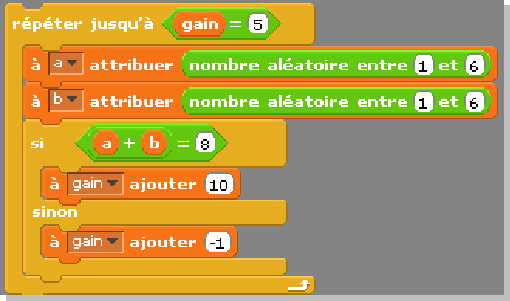 répéter jusqu'à gain = 5
à a attribuer nombre aléatoire entre 1 et 6
à b attribuer nombre aléatoire entre 1 et 6
si a + b = 8
à gain ajouter 10
sinon
à gain ajouter -1